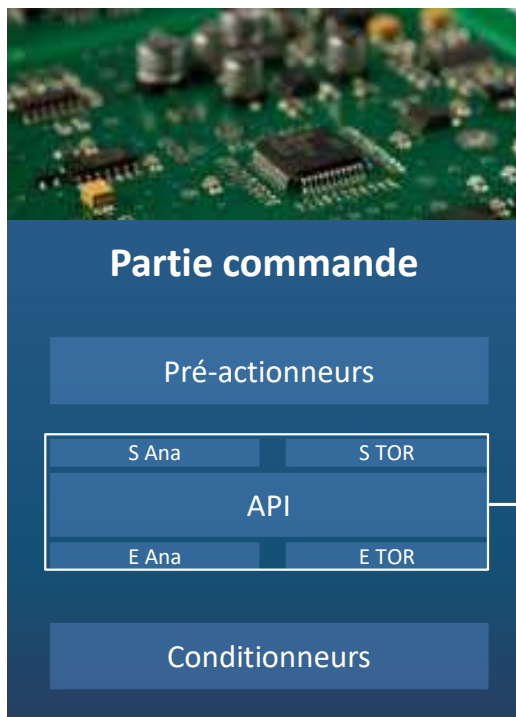 Partie commande
Pré-actionneurs
S Ana S TOR
API
E Ana E TOR
Conditionneurs